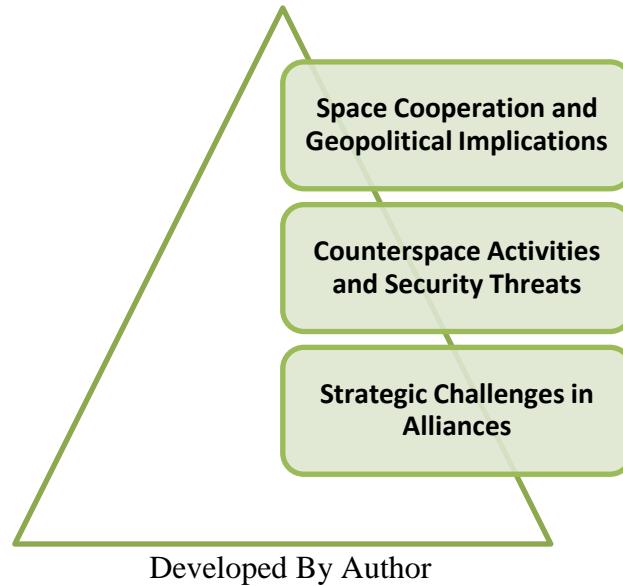 Space Cooperation and
Geopolitical Implications
Counterspace Activities
and Security Threats
Strategic Challenges in
Alliances
Developed By Author